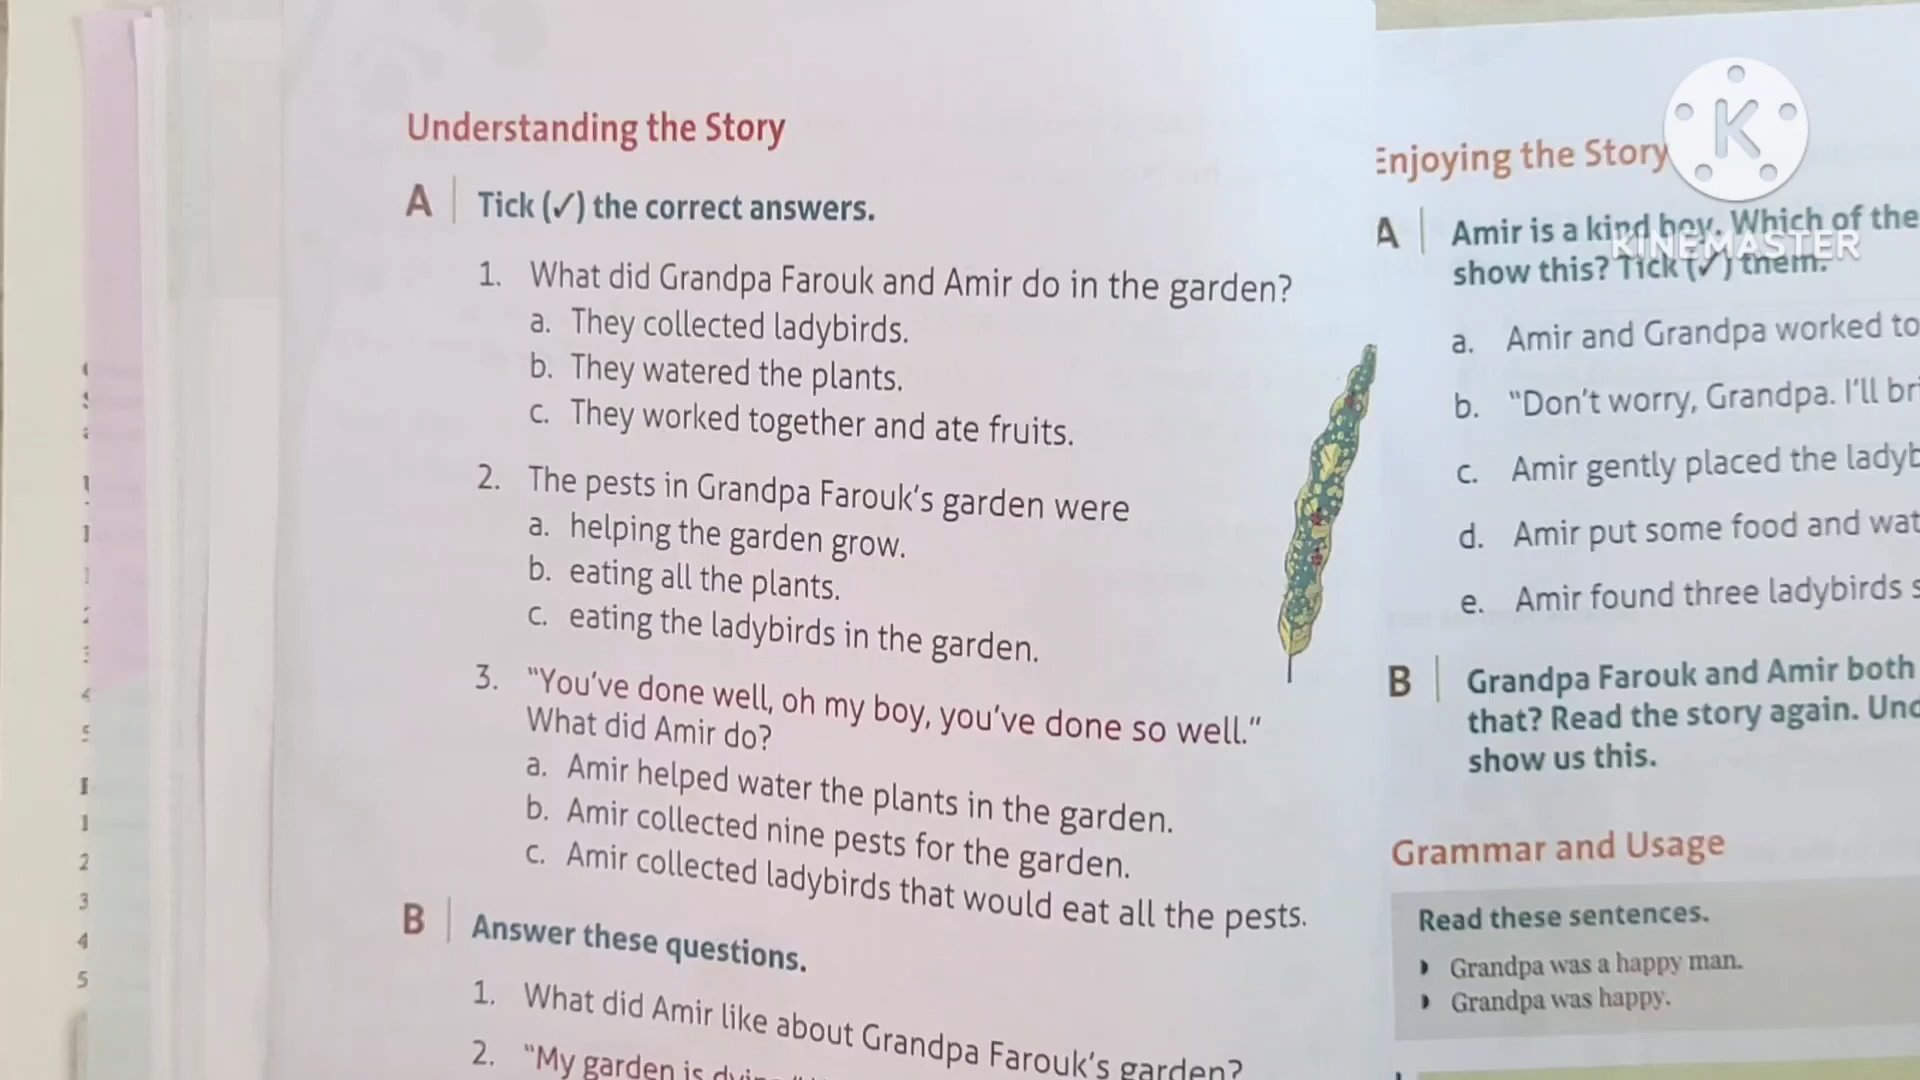 Understanding the Story
A Tick (✓) the correct answers.
1. What did Grandpa Farouk and Amir do in the garden?
a. They collected ladybirds.
b. They watered the plants.
c. They worked together and ate fruits.
2. The pests in Grandpa Farouk's garden were
a. helping the garden grow.
b. eating all the plants.
c. eating the ladybirds in the garden.
3. "You've done well, oh my boy, you've done so well."
What did Amir do?
a. Amir helped water the plants in the garden.
b. Amir collected nine pests for the garden.
c. Amir collected ladybirds that would eat all the pests.
B Answer these questions.
1. What did Amir like about Grandpa Farouk's garden?
2. "My garden is
Enjoying the Story
A Amir is a kind boy. Which of the
show this? Tick (✓) them.
a. Amir and Grandpa worked
b. "Don't worry, Grandpa. I'll
c. Amir gently placed the
d. Amir put some food and
e. Amir found three ladybirds
B Grandpa Farouk and Amir both
that? Read the story again.
show us this.
Grammar and Usage
Read these sentences.
Grandpa was a happy man.
Grandpa was happy.
K
KINEMASTER